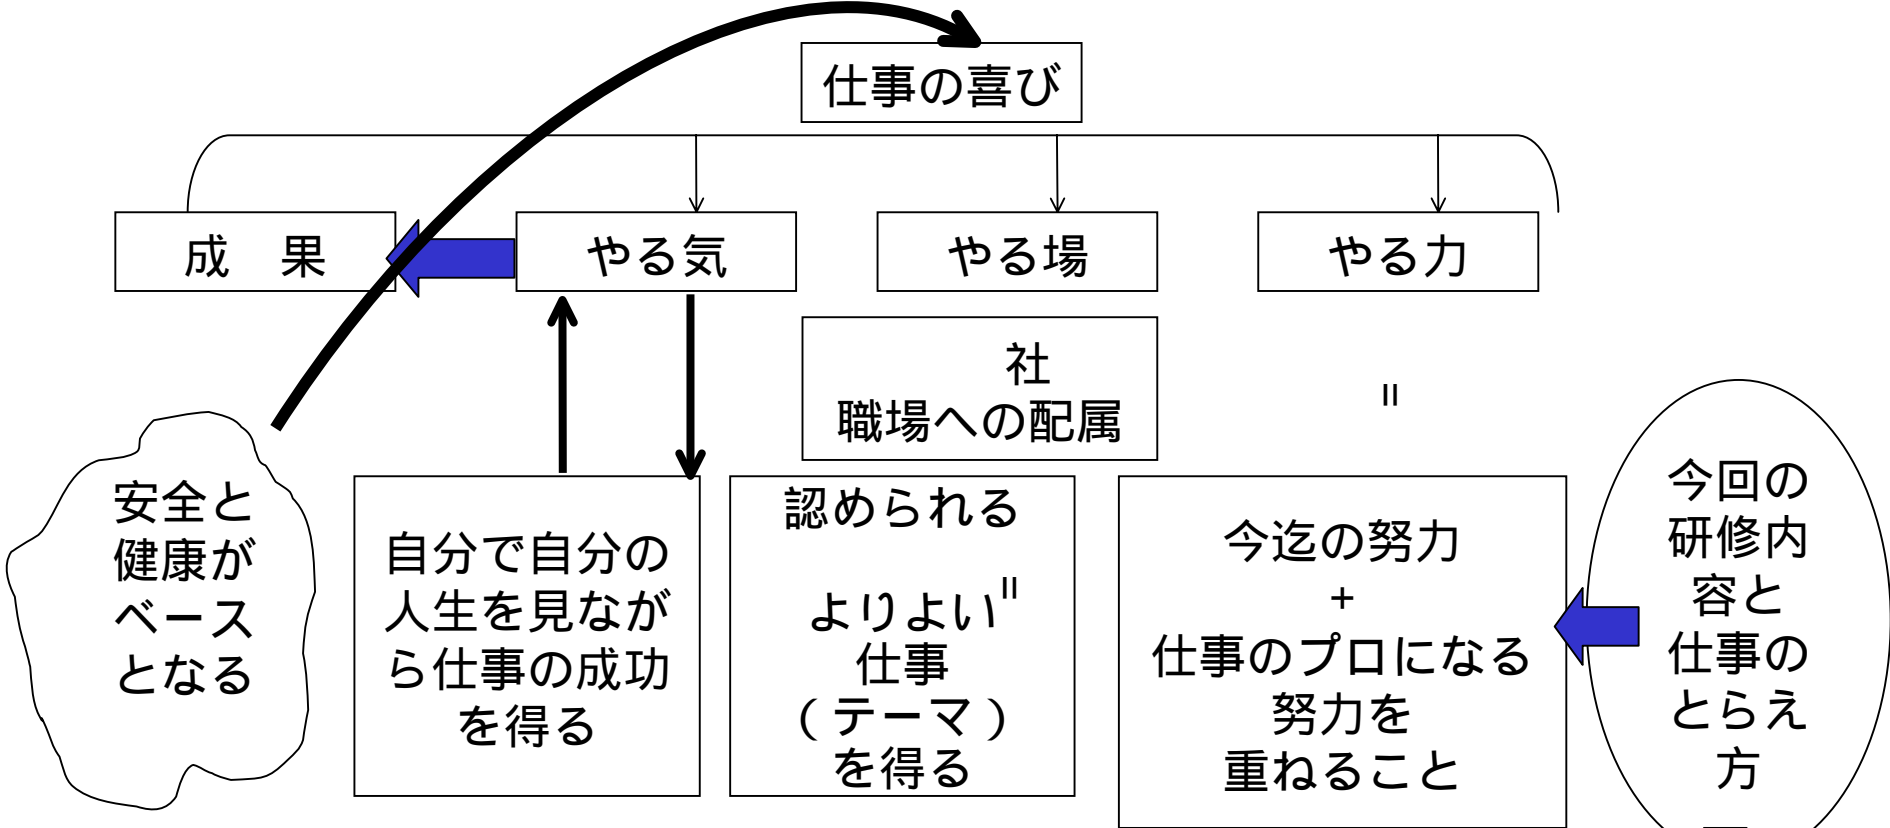 仕事の喜び
成　果
やる気
やる場
やる力
社
職場への配属
=
安全と
健康が
ベース
となる
自分で自分の
人生を見なが
ら仕事の成功
を得る
認められる
=
よりよい
仕事
（テーマ）
を得る
今迄の努力
+
仕事のプロになる
努力を
重ねること
今回の
研修内
容と
仕事の
とらえ
方